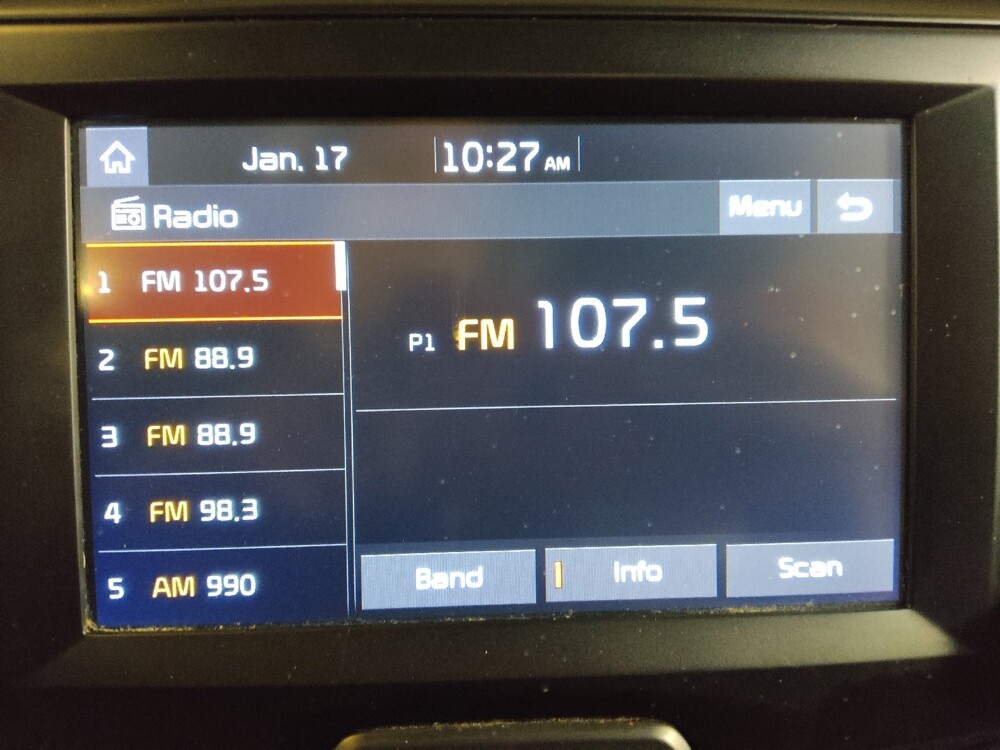 Jan. 17 10:27 AM
Radio Menu
1 FM 107.5
2 FM 88.9
3 FM 88.9
4 FM 98.3
5 AM 990
P1 FM 107.5
Band Info Scan